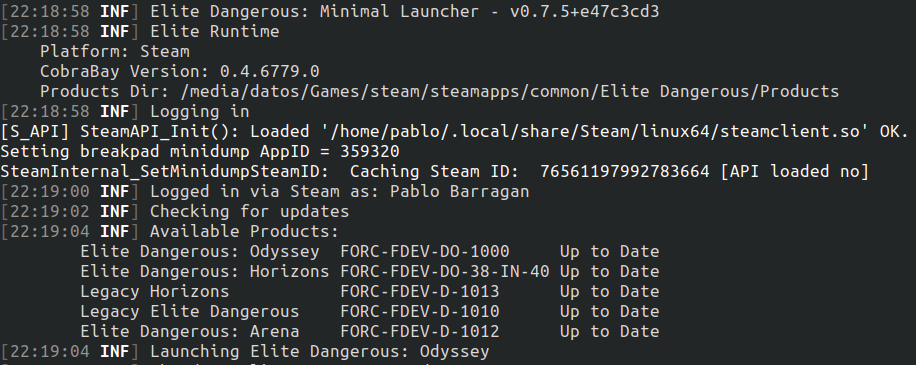 [22:18:58 INF] Elite Dangerous: Minimal Launcher - v0.7.5+e47c3cd3
[22:18:58 INF] Elite Runtime
    Platform: Steam
    CobraBay Version: 0.4.6779.0
    Products Dir: /media/datos/Games/steam/steamapps/common/Elite Dangerous/Products
[22:18:58 INF] Logging in
[S_API] SteamAPI_Init(): Loaded '/home/pablo/.local/share/Steam/linux64/steamclient.so' OK.
Setting breakpad minidump AppID = 359320
SteamInternal_SetMinidumpSteamID:  Caching Steam ID:  76561197992783664 [API loaded no]
[22:19:00 INF] Logged in via Steam as: Pablo Barragan
[22:19:02 INF] Checking for updates
[22:19:04 INF] Available Products:
        Elite Dangerous: Odyssey  FORC-FDEV-DO-1000     Up to Date
        Elite Dangerous: Horizons FORC-FDEV-DO-38-IN-40 Up to Date
        Legacy Horizons           FORC-FDEV-D-1013      Up to Date
        Legacy Elite Dangerous    FORC-FDEV-D-1010      Up to Date
        Elite Dangerous: Arena    FORC-FDEV-D-1012      Up to Date
[22:19:04 INF] Launching Elite Dangerous: Odyssey